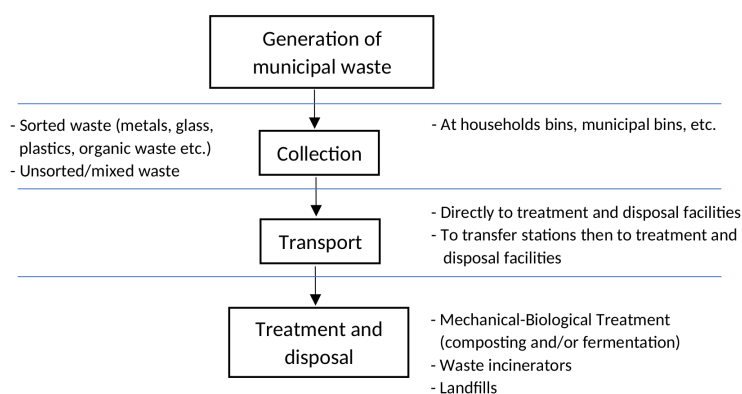 Generation of
municipal waste
- Sorted waste (metals, glass,
plastics, organic waste etc.)
- Unsorted/mixed waste
Collection
- At households bins, municipal bins, etc.
Transport
- Directly to treatment and disposal facilities
- To transfer stations then to treatment and
disposal facilities
Treatment and
disposal
- Mechanical-Biological Treatment
(composting and/or fermentation)
- Waste incinerators
- Landfills